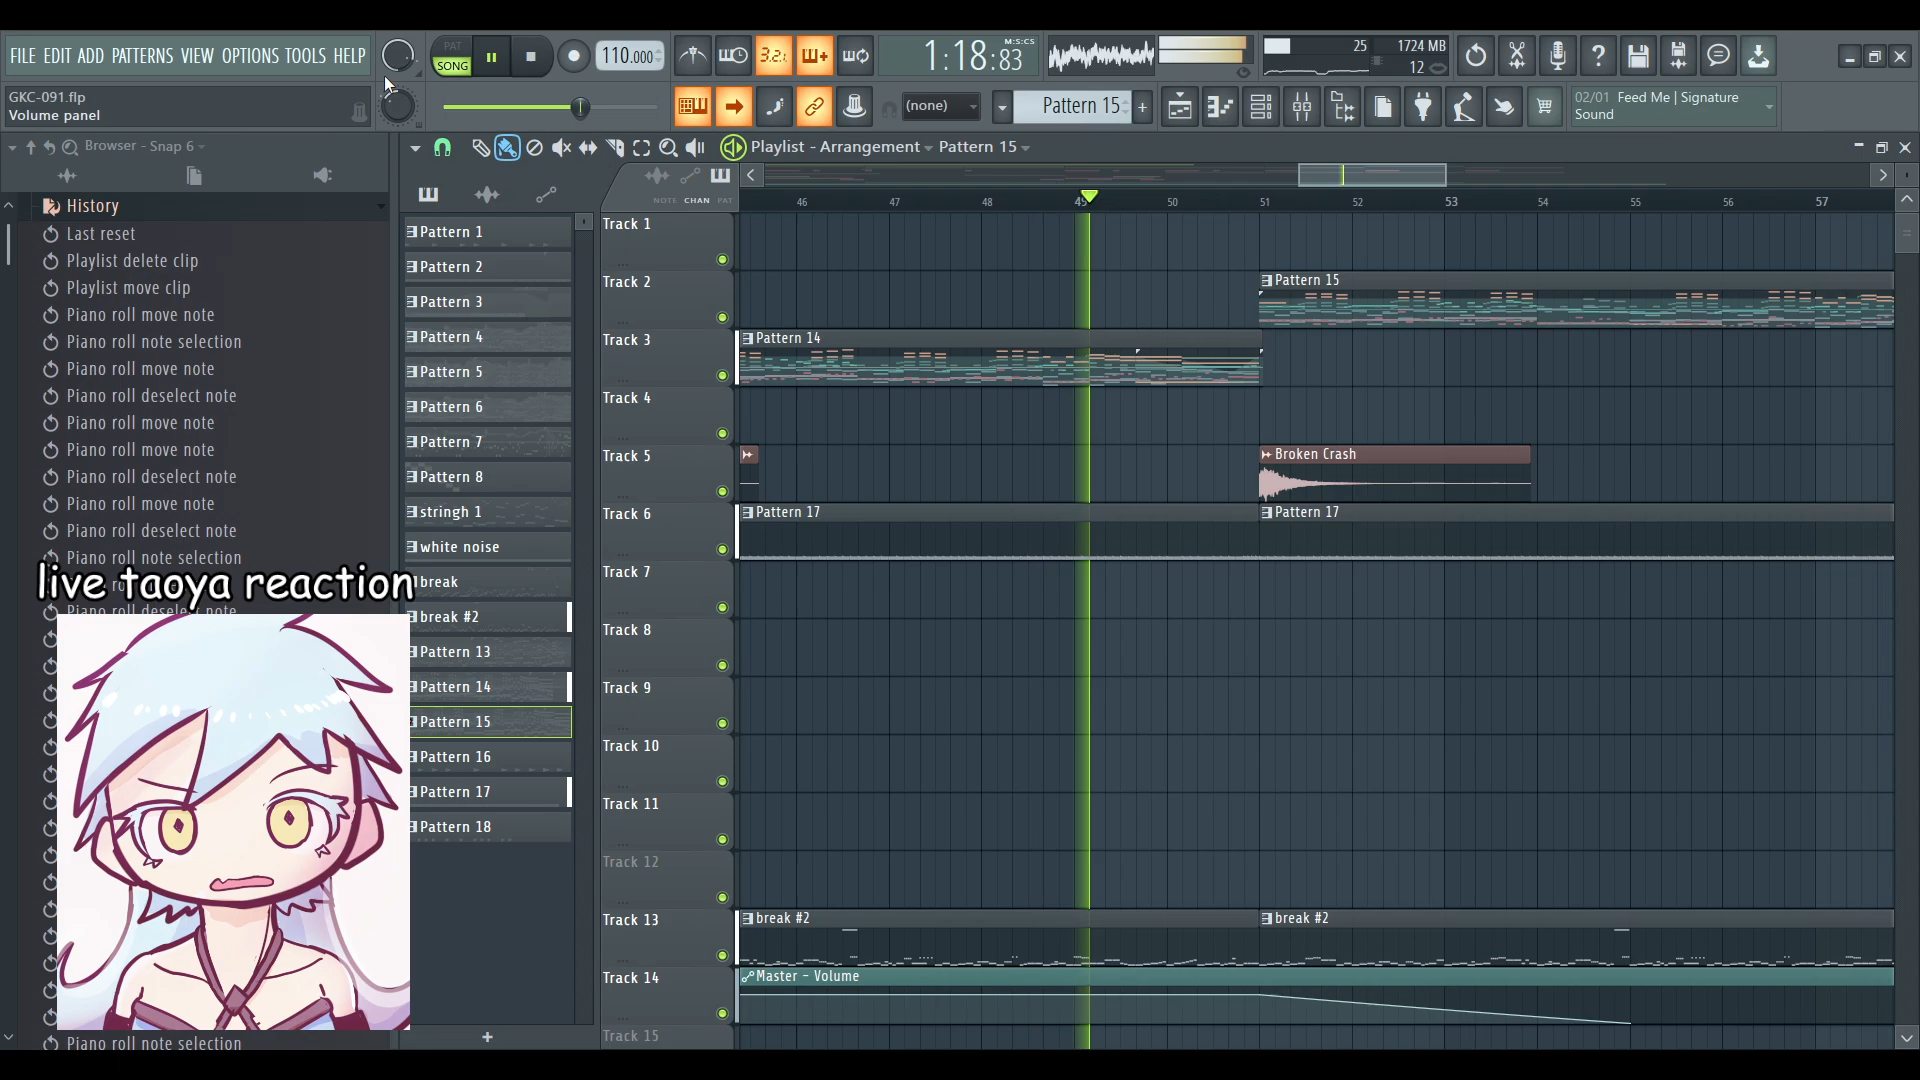 FILE EDIT ADD PATTERNS VIEW OPTIONS TOOLS HELP
PAT
SONG
110.000
3.2.
1:18:83
M:S:CS
25
1724 MB
12
GKC-091.flp
Volume panel
(none)
Pattern 15
+
02/01 Feed Me | Signature
Sound
Browser - Snap 6
Playlist - Arrangement
Pattern 15
NOTE CHAN PAT
46 47 48 49 50 51 52 53 54 55 56 57
History
Last reset
Playlist delete clip
Playlist move clip
Piano roll move note
Piano roll note selection
Piano roll move note
Piano roll deselect note
Piano roll move note
Piano roll move note
Piano roll deselect note
Piano roll move note
Piano roll deselect note
Piano roll note selection
Piano roll deselect note
Piano roll note selection
live taoya reaction
Pattern 1
Pattern 2
Pattern 3
Pattern 4
Pattern 5
Pattern 6
Pattern 7
Pattern 8
stringh 1
white noise
break
break #2
Pattern 13
Pattern 14
Pattern 15
Pattern 16
Pattern 17
Pattern 18
+
Track 1
Track 2
Pattern 15
Track 3
Pattern 14
Track 4
Track 5
Broken Crash
Track 6
Pattern 17
Pattern 17
Track 7
Track 8
Track 9
Track 10
Track 11
Track 12
Track 13
break #2
break #2
Track 14
Master - Volume
Track 15